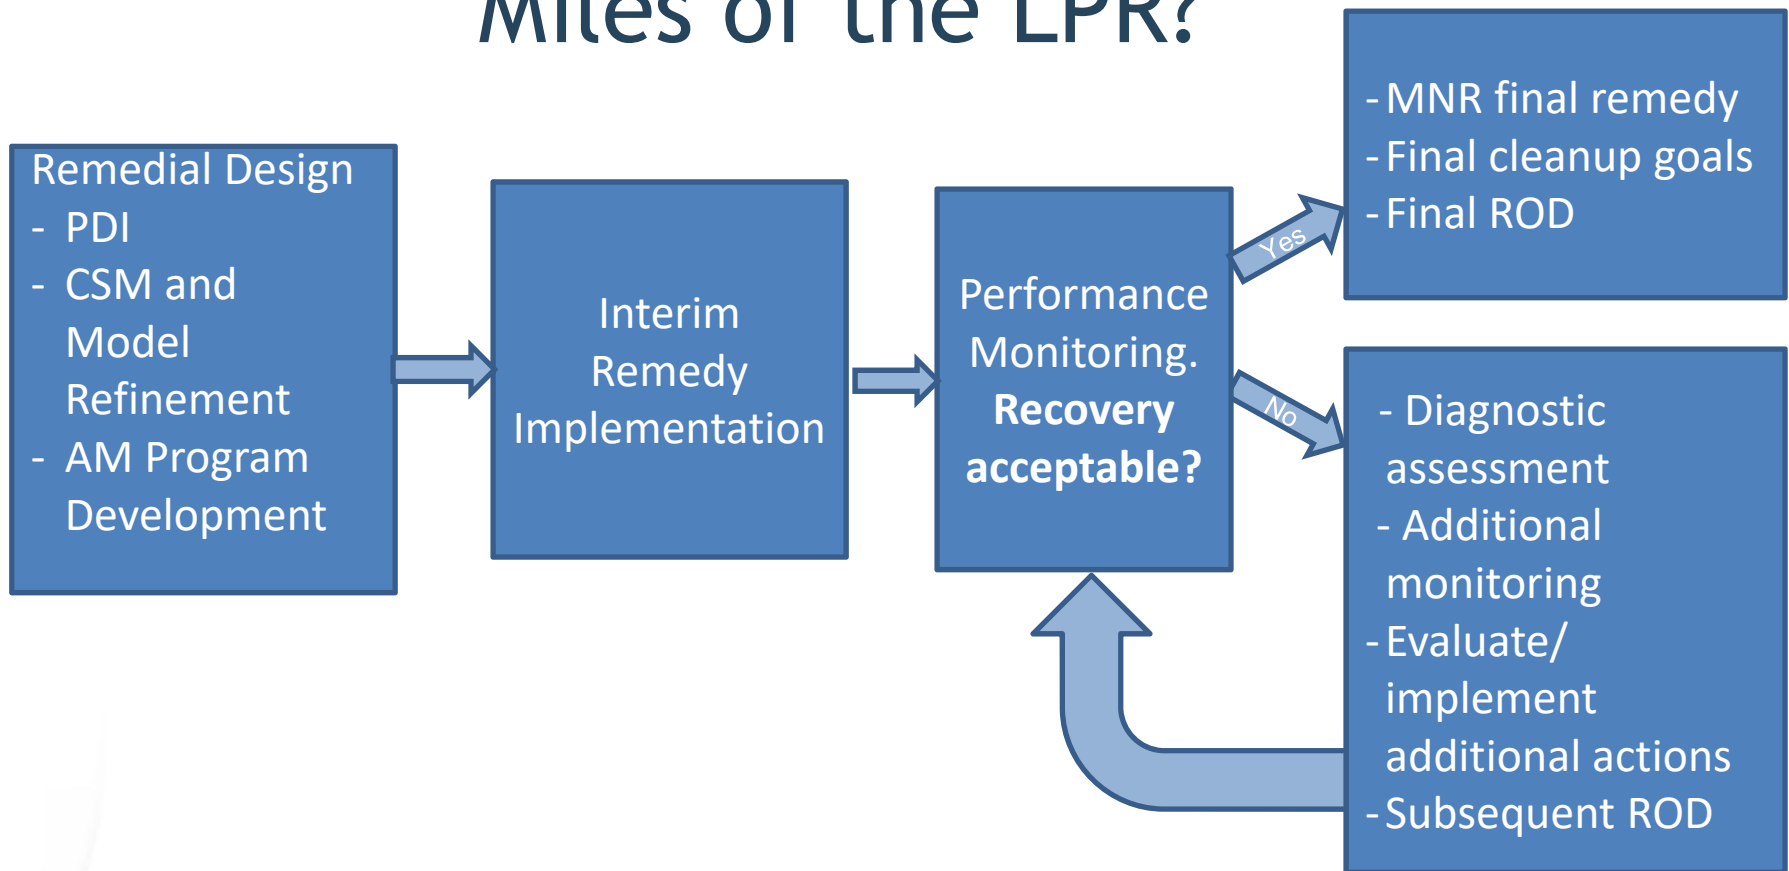 Miles of the LPR?
Remedial Design
- PDI
- CSM and
Model
Refinement
- AM Program
Development
Interim
Remedy
Implementation
Performance
Monitoring.
Recovery
acceptable?
Yes
- MNR final remedy
- Final cleanup goals
- Final ROD
No
- Diagnostic
assessment
- Additional
monitoring
- Evaluate/
implement
additional actions
- Subsequent ROD